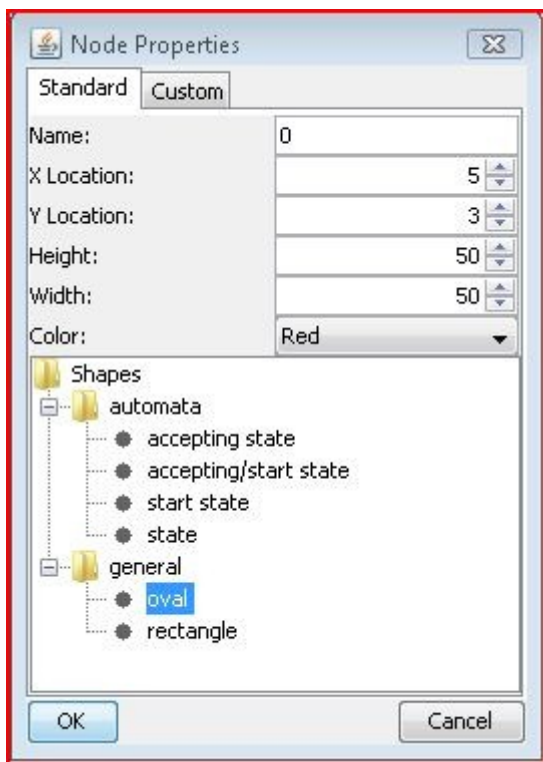 Node Properties
Standard Custom
Name: 0
X Location: 5
Y Location: 3
Height: 50
Width: 50
Color: Red
Shapes
automata
accepting state
accepting/start state
start state
state
general
oval
rectangle
OK Cancel